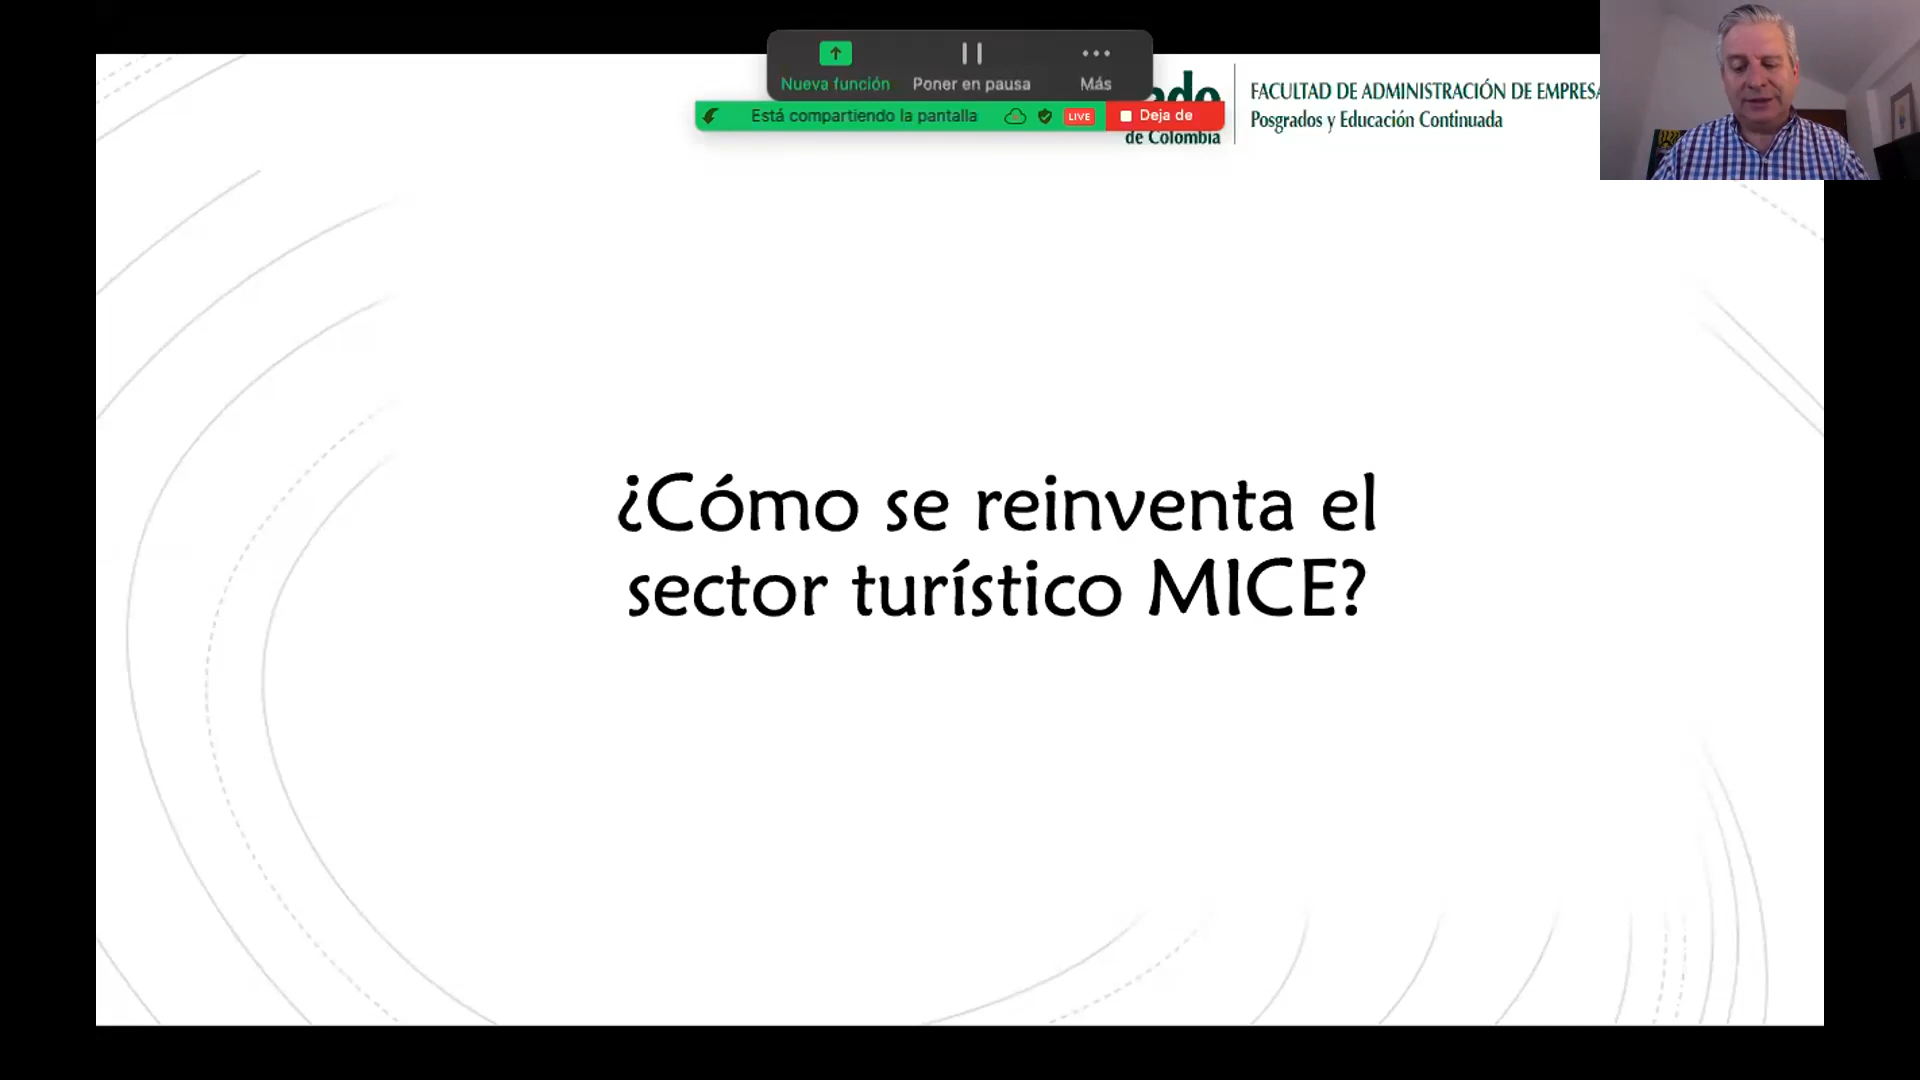 Nueva función
Poner en pausa
Más
Está compartiendo la pantalla
LIVE
Deja de
de Colombia
FACULTAD DE ADMINISTRACIÓN DE
Posgrados y Educación Continuada
¿Cómo se reinventa el
sector turístico MICE?